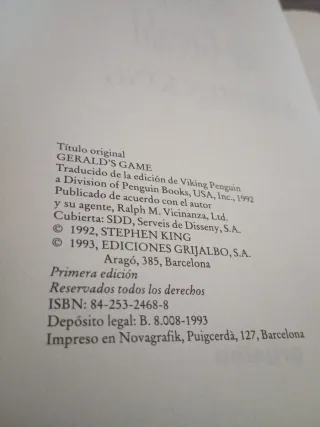 Título original
GERALD'S GAME
Traducido de la edición de Viking Penguin
a Division of Penguin Books, USA, Inc., 1992
Publicado de acuerdo con el autor
y su agente, Ralph M. Vicinanza, Ltd.
Cubierta: SDD, Serveis de Disseny, S.A.
© 1992, STEPHEN KING
© 1993, EDICIONES GRIJALBO, S.A.
Aragó, 385, Barcelona
Primera edición
Reservados todos los derechos
ISBN: 84-253-2468-8
Depósito legal: B. 8.008-1993
Impreso en Novagrafik, Puigcerdà, 127, Barcelona